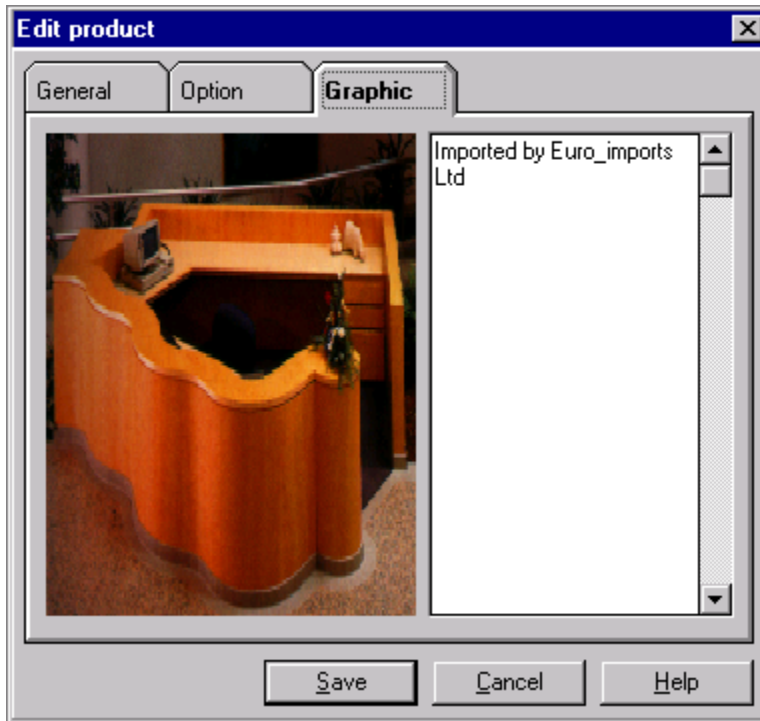 Edit product
General
Option
Graphic
Imported by Euro_imports
Ltd
Save
Cancel
Help